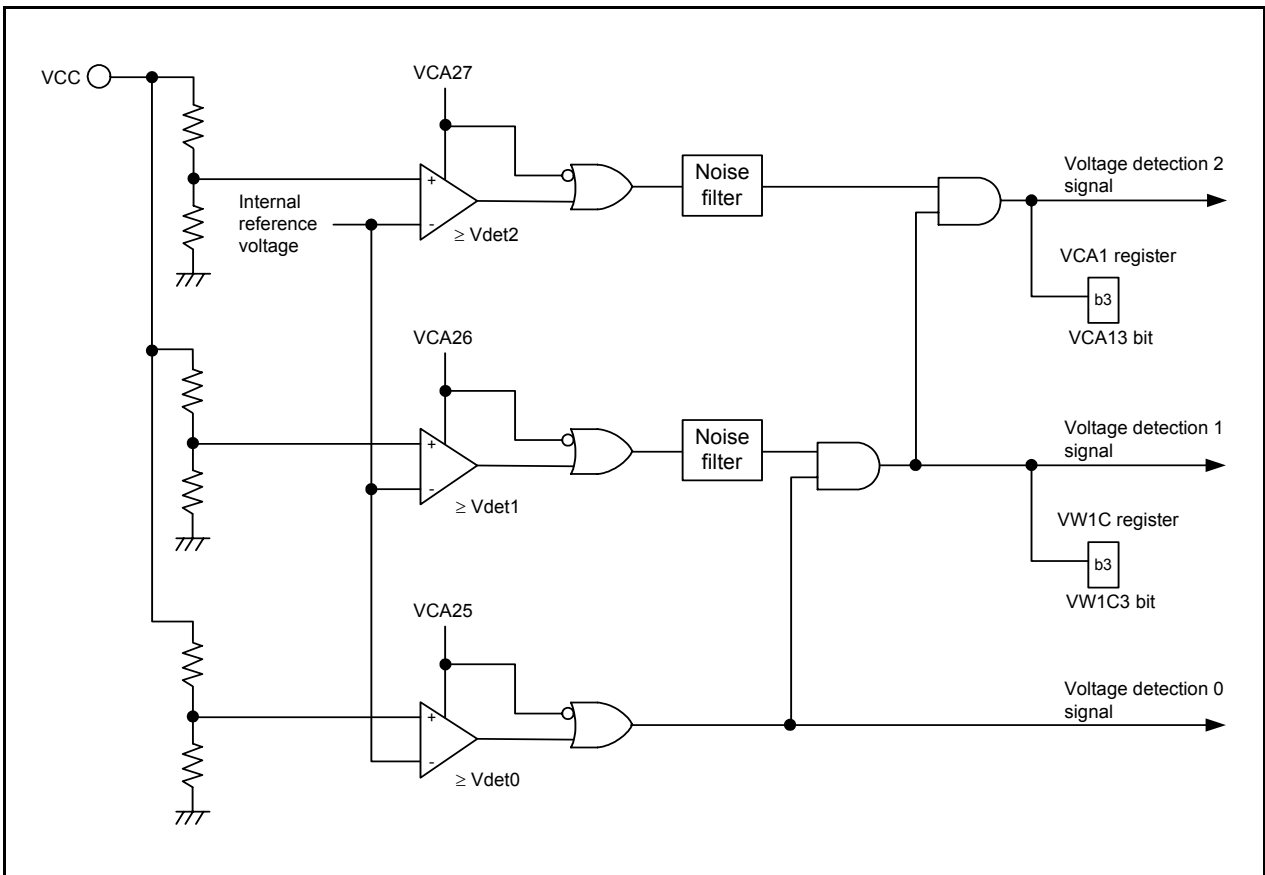 VCC
VCA27
Internal
reference
voltage
+
-
≥ Vdet2
Noise
filter
Voltage detection 2
signal
VCA1 register
b3
VCA13 bit
VCA26
+
-
≥ Vdet1
Noise
filter
Voltage detection 1
signal
VW1C register
b3
VW1C3 bit
VCA25
+
-
≥ Vdet0
Voltage detection 0
signal